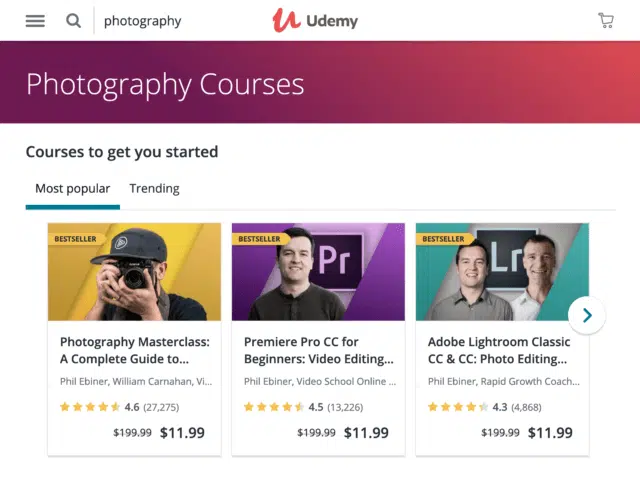 photography
Udemy
Photography Courses
Courses to get you started
Most popular
Trending
BESTSELLER
BESTSELLER
Pr
BESTSELLER
Lr
Photography Masterclass:
A Complete Guide to...
Phil Ebiner, William Carnahan, Vi...
4.6 (27,275)
$199.99 $11.99
Premiere Pro CC for
Beginners: Video Editing...
Phil Ebiner, Video School Online ...
4.5 (13,226)
$199.99 $11.99
Adobe Lightroom Classic
CC & CC: Photo Editing...
Phil Ebiner, Rapid Growth Coach...
4.3 (4,868)
$199.99 $11.99